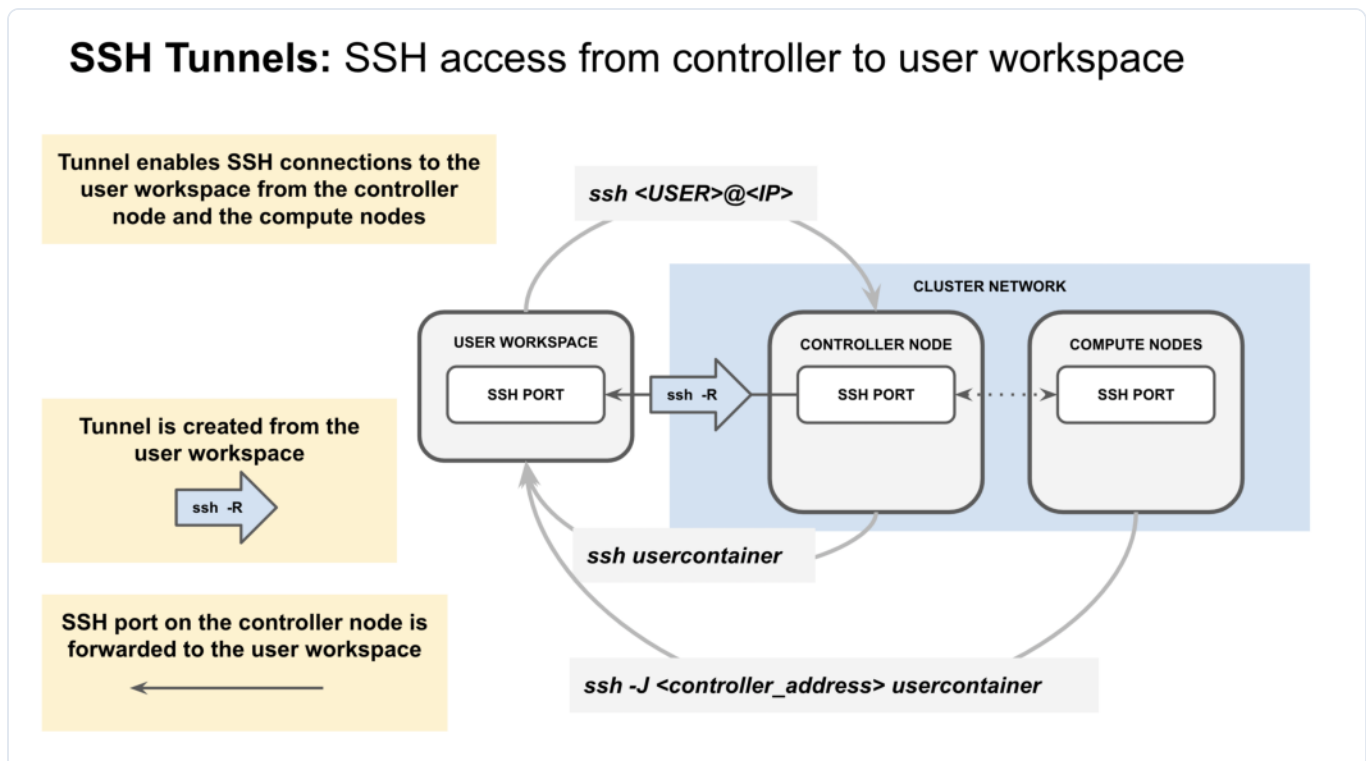 SSH Tunnels: SSH access from controller to user workspace
Tunnel enables SSH connections to the
user workspace from the controller
node and the compute nodes
ssh <USER>@<IP>
CLUSTER NETWORK
USER WORKSPACE
SSH PORT
ssh -R
CONTROLLER NODE
SSH PORT
COMPUTE NODES
SSH PORT
Tunnel is created from the
user workspace
ssh -R
ssh usercontainer
SSH port on the controller node is
forwarded to the user workspace
ssh -J <controller_address> usercontainer